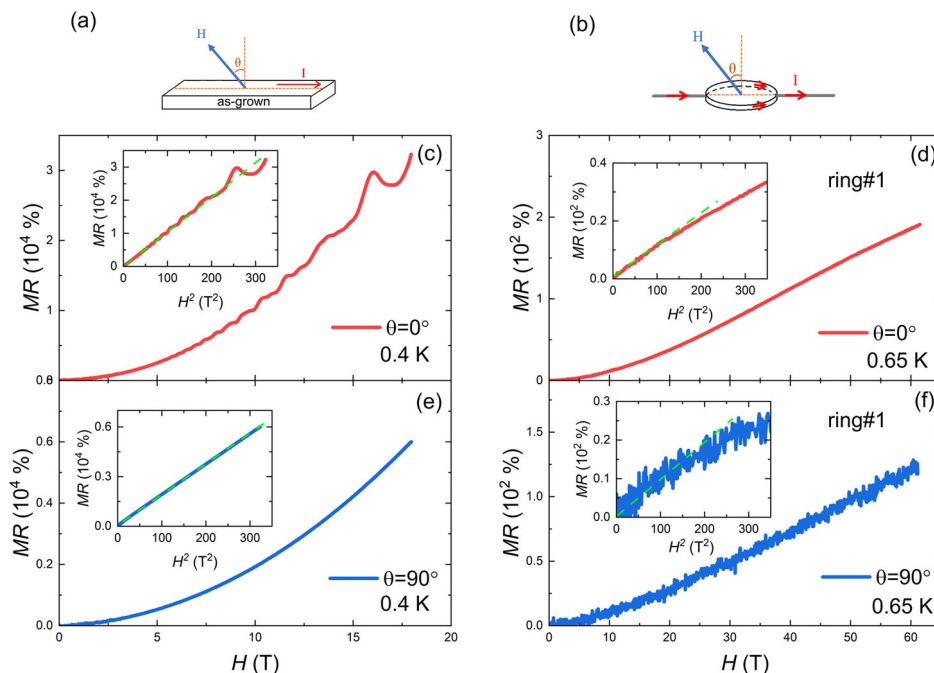 (a)
H
θ
I
as-grown
(b)
H
θ
I
(c)
MR (10⁴ %)
3
2
1
0
MR (10⁴ %)
3
2
1
0
0 100 200 300
H² (T²)
θ=0°
0.4 K
(d)
ring#1
MR (10² %)
3
2
1
0
MR (10² %)
0.4
0.2
0.0
0 100 200 300
H² (T²)
θ=0°
0.65 K
(e)
MR (10⁴ %)
0.6
0.4
0.2
0.0
MR (10⁴ %)
0.6
0.3
0.0
0 100 200 300
H² (T²)
θ=90°
0.4 K
0 5 10 15 20
H (T)
(f)
ring#1
MR (10² %)
1.5
1.0
0.5
0.0
MR (10² %)
0.3
0.2
0.1
0.0
0 100 200 300
H² (T²)
θ=90°
0.65 K
0 10 20 30 40 50 60
H (T)